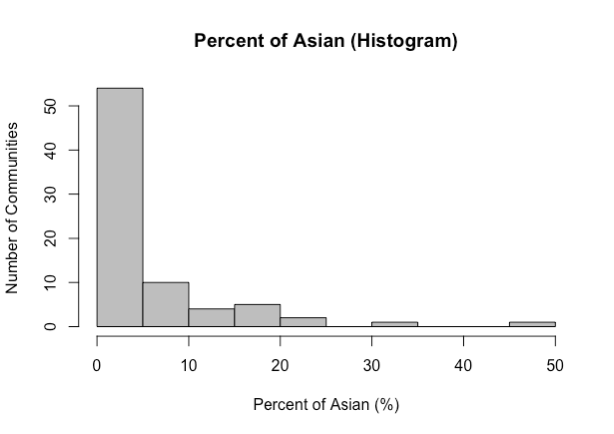 Percent of Asian (Histogram)
Number of Communities
50
40
30
20
10
0
0 10 20 30 40 50
Percent of Asian (%)